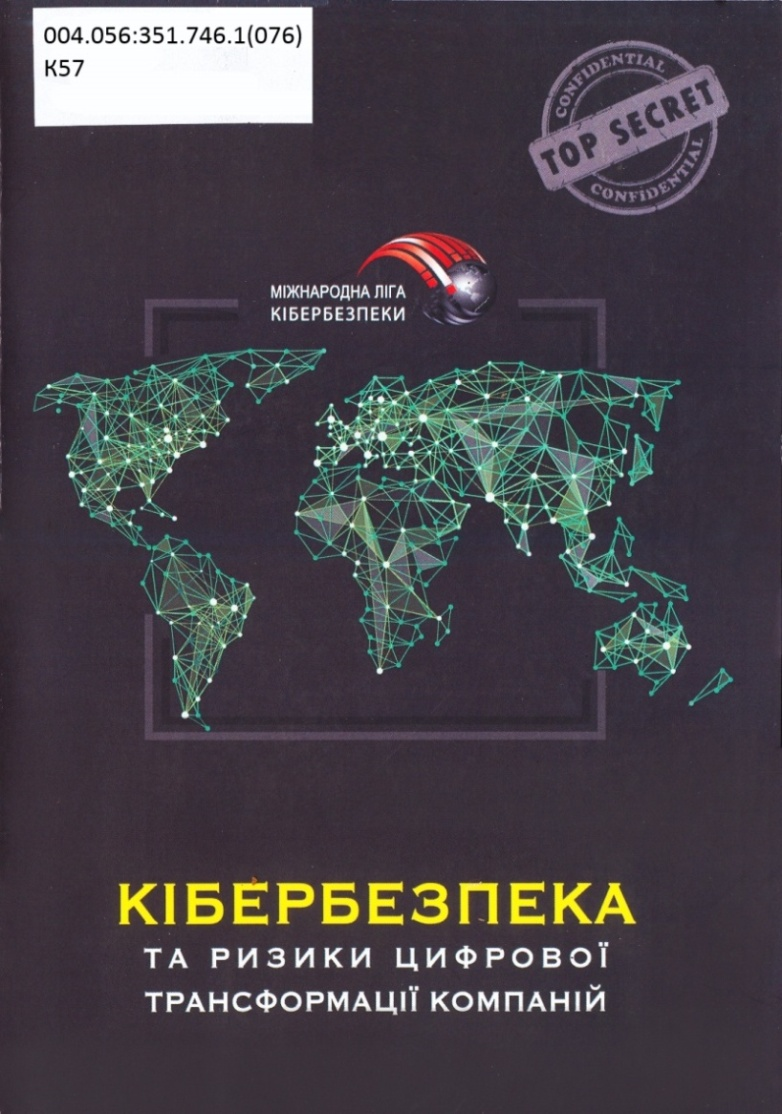 004.056:351.746.1(076)
К57
CONFIDENTIAL
TOP SECRET
CONFIDENTIAL
МІЖНАРОДНА ЛІГА
КІБЕРБЕЗПЕКИ
КІБЕРБЕЗПЕКА
ТА РИЗИКИ ЦИФРОВОЇ
ТРАНСФОРМАЦІЇ КОМПАНІЙ